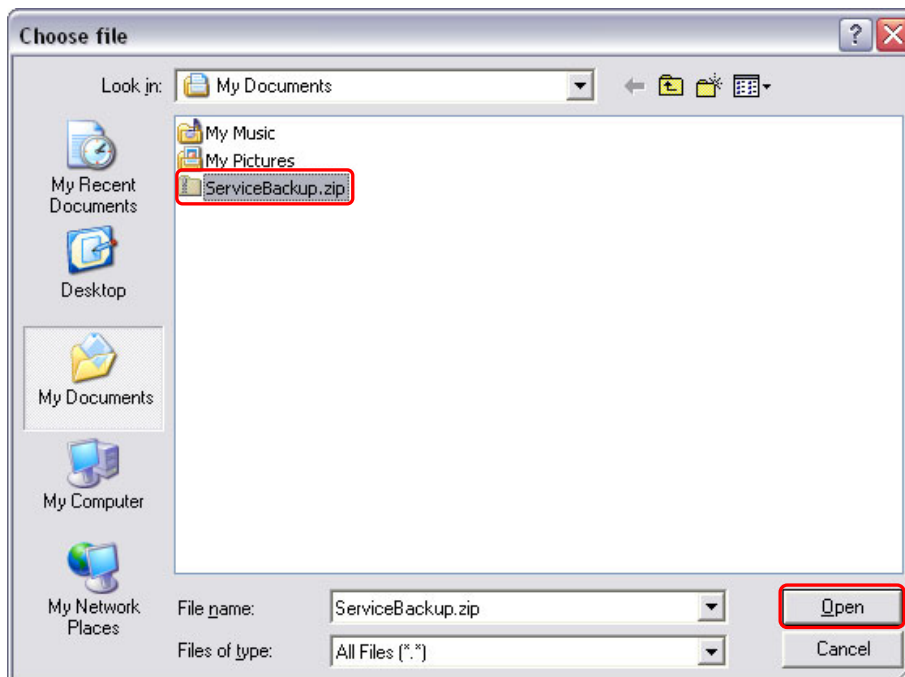 Choose file
Look in:
My Documents
My Music
My Pictures
ServiceBackup.zip
My Recent
Documents
Desktop
My Documents
My Computer
My Network
Places
File name:
ServiceBackup.zip
Open
Files of type:
All Files (*.*)
Cancel